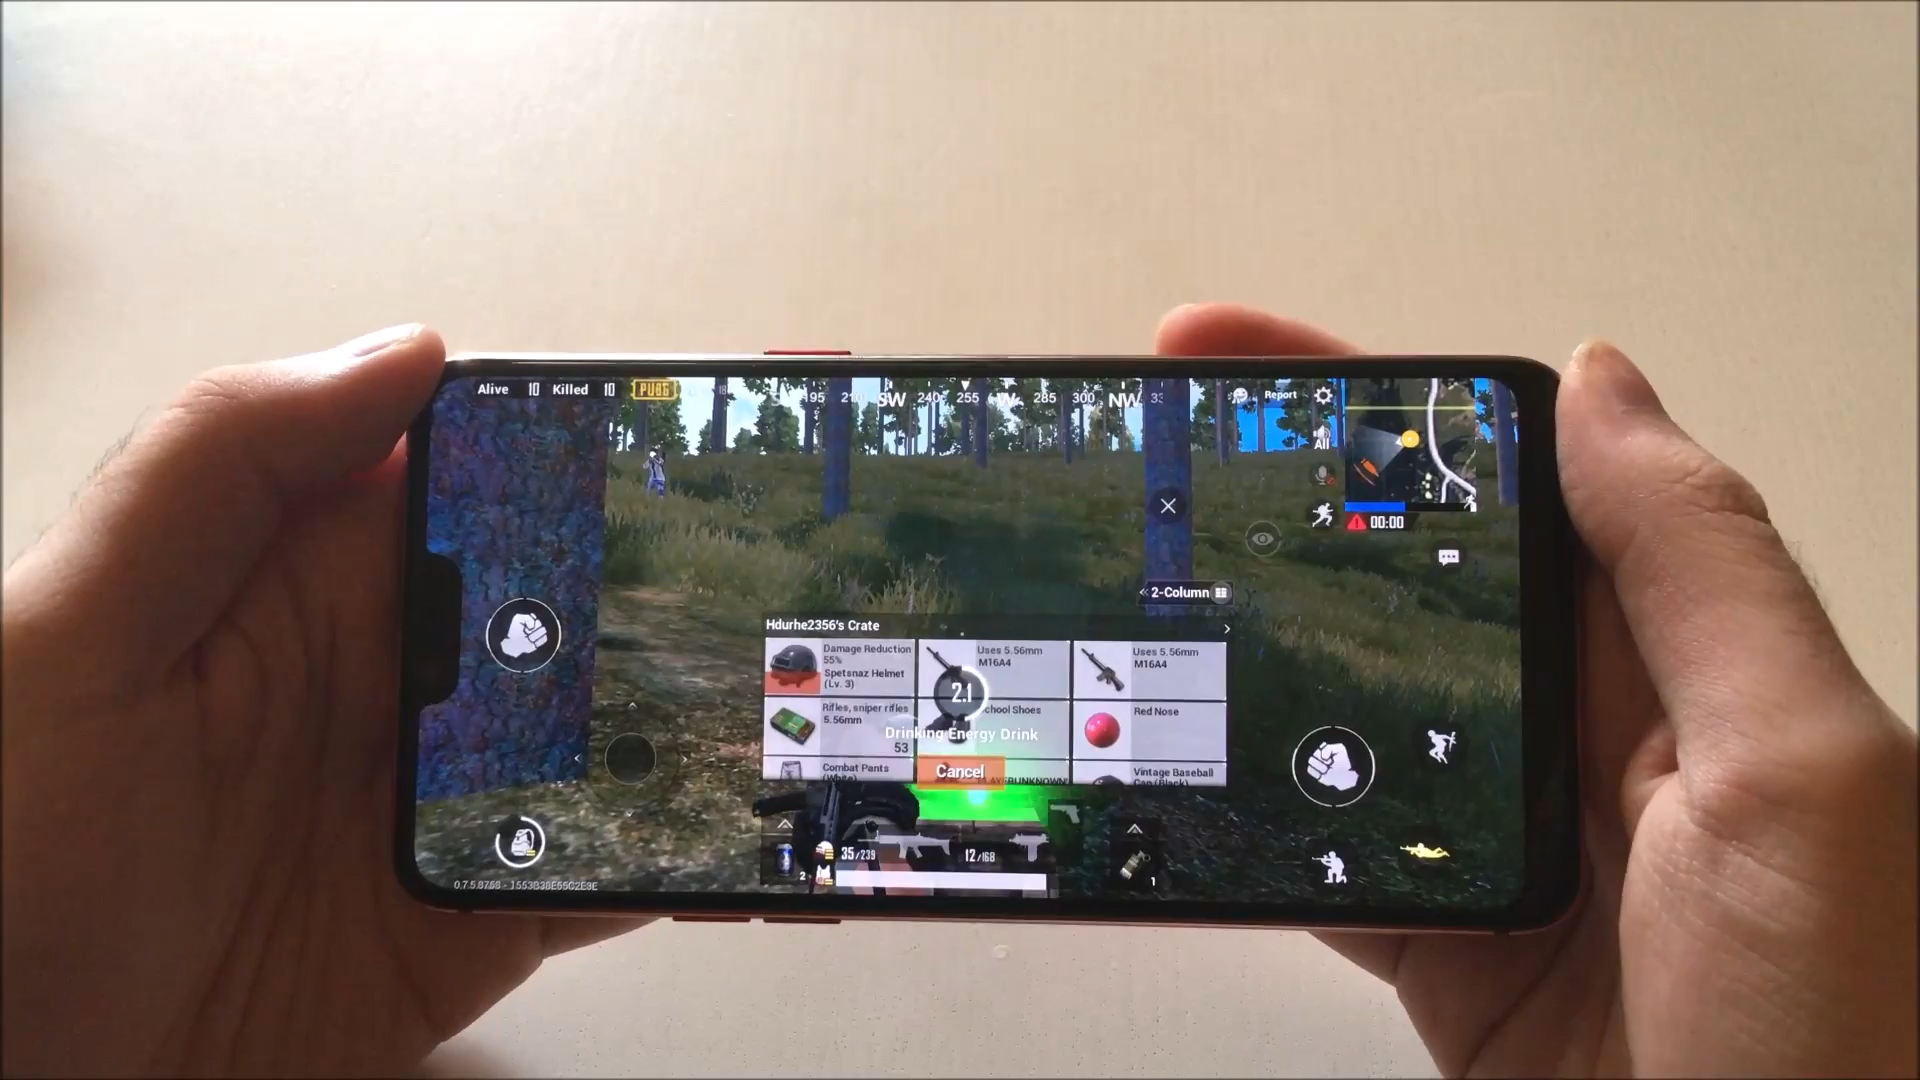 Alive 10 Killed 10 PUBG
195 210 SW 240 255 W 285 300 NW
Report
All
00:00
2-Column
Hdurhe2356's Crate
Damage Reduction
55%
Spetsnaz Helmet
(Lv. 3)
Uses 5.56mm
M16A4
Uses 5.56mm
M16A4
2.1
Rifles, sniper rifles
5.56mm
53
School Shoes
Red Nose
Drinking Energy Drink
Cancel
Combat Pants
(White)
Vintage Baseball
Cap (Black)
35/239
12/168
2
1